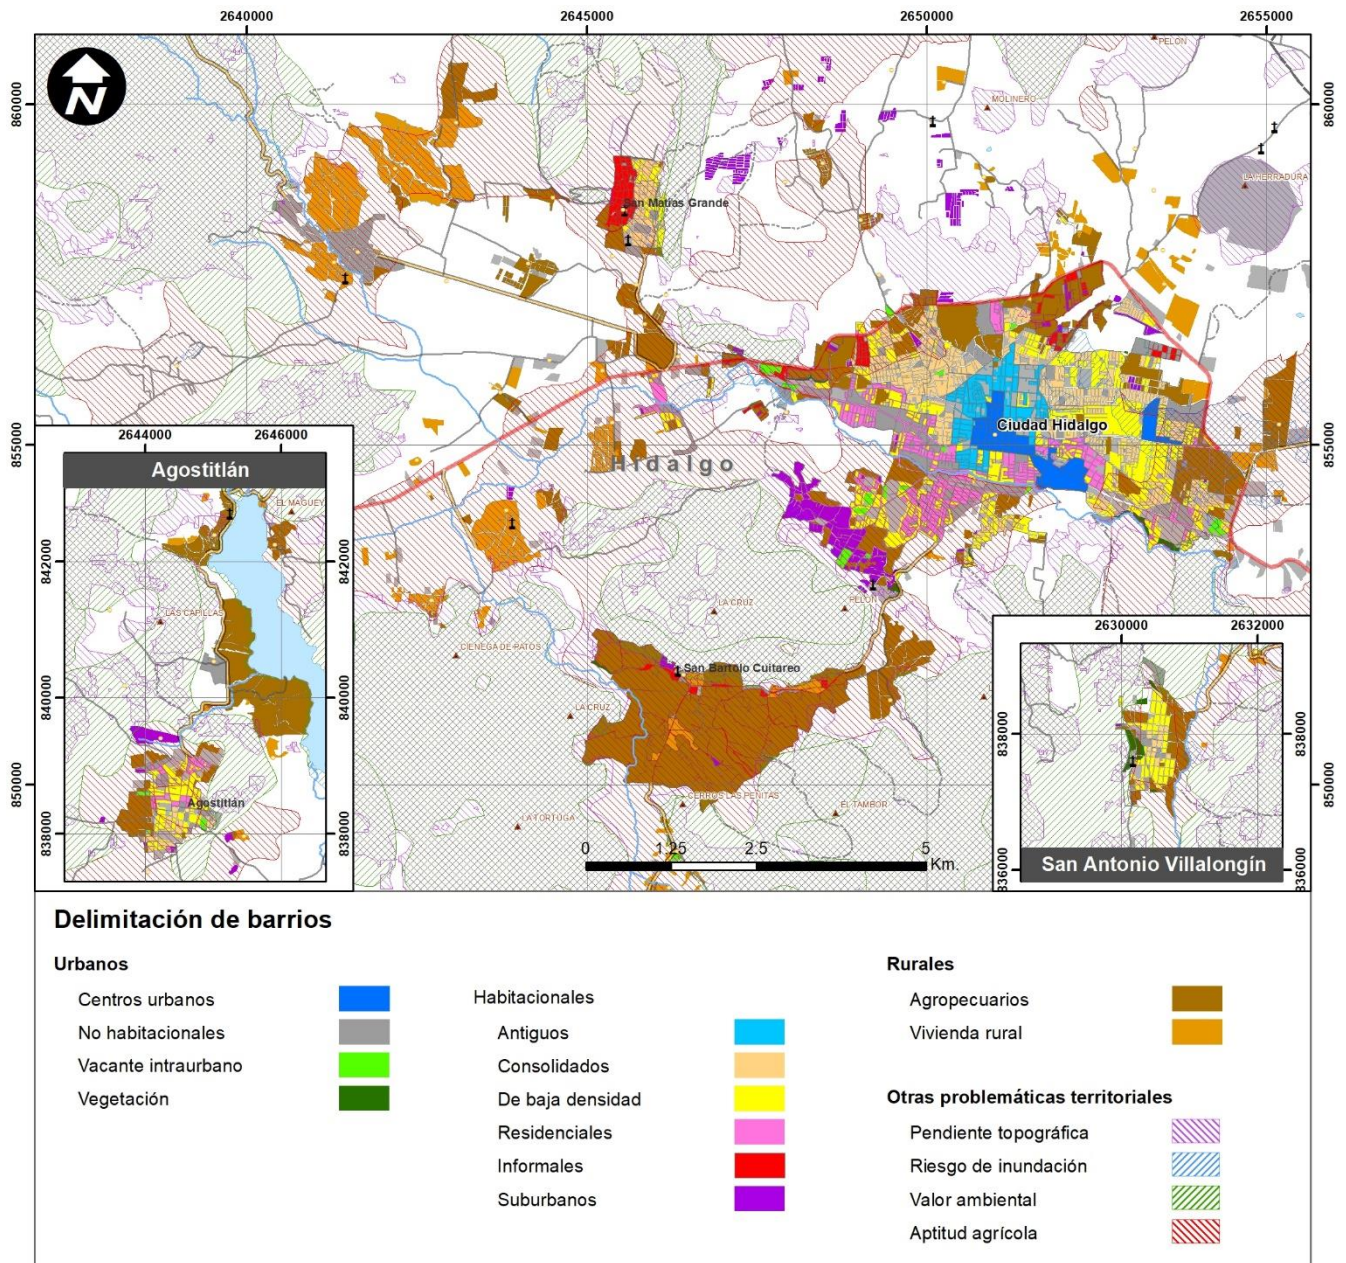 2640000 2645000 2650000 2655000
N
PELON
860000 860000
MOLINERO
LA HERRADURA
San Matías Grande
Ciudad Hidalgo
855000 855000
Hidalgo
2644000 2646000
Agostitlán
EL MAGUEY
842000 842000
LAS CAPILLAS
840000 840000
Agostitlán
838000 838000
850000
LA CRUZ
PELON
CIENEGA DE PATOS
San Bartolo Cuitareo
LA CRUZ
CERROS LAS PEÑITAS
EL TAMBOR
LA TORTUGA
0 1.25 2.5 5
Km.
2630000 2632000
838000 838000
850000
836000 836000
San Antonio Villalongín
Delimitación de barrios
Urbanos
Centros urbanos
No habitacionales
Vacante intraurbano
Vegetación
Habitacionales
Antiguos
Consolidados
De baja densidad
Residenciales
Informales
Suburbanos
Rurales
Agropecuarios
Vivienda rural
Otras problemáticas territoriales
Pendiente topográfica
Riesgo de inundación
Valor ambiental
Aptitud agrícola